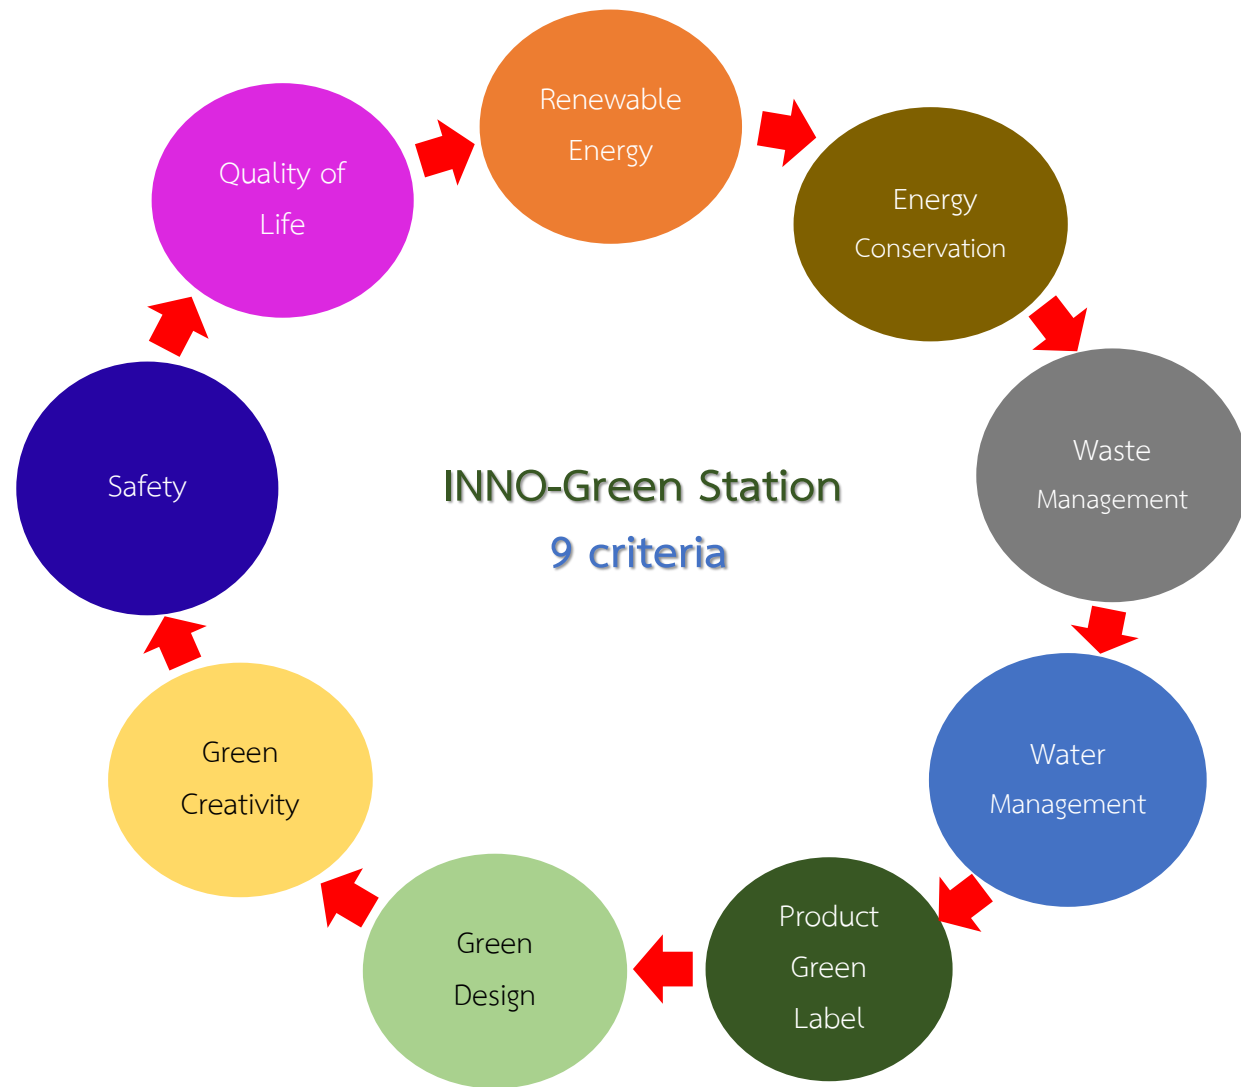 Renewable
Energy
Energy
Conservation
Waste
Management
Water
Management
Product
Green
Label
Green
Design
Green
Creativity
Safety
Quality of
Life
INNO-Green Station
9 criteria